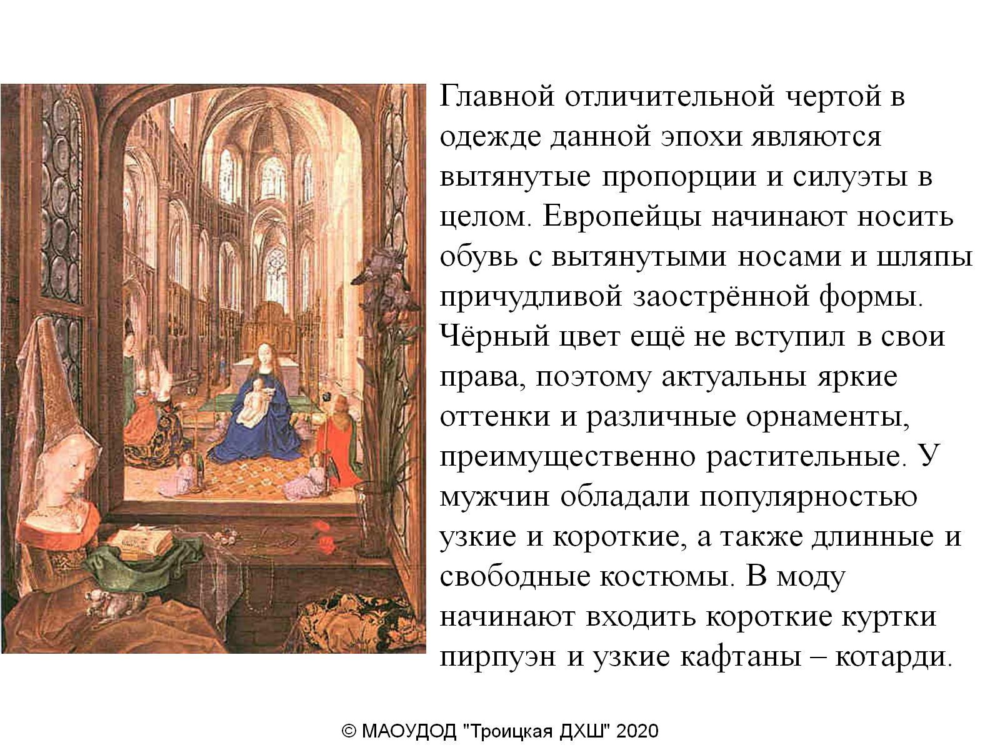 Главной отличительной чертой в
одежде данной эпохи являются
вытянутые пропорции и силуэты в
целом. Европейцы начинают носить
обувь с вытянутыми носами и шляпы
причудливой заострённой формы.
Чёрный цвет ещё не вступил в свои
права, поэтому актуальны яркие
оттенки и различные орнаменты,
преимущественно растительные. У
мужчин обладали популярностью
узкие и короткие, а также длинные и
свободные костюмы. В моду
начинают входить короткие куртки
пирпуэн и узкие кафтаны – котарди.
© МАОУДОД "Троицкая ДХШ" 2020